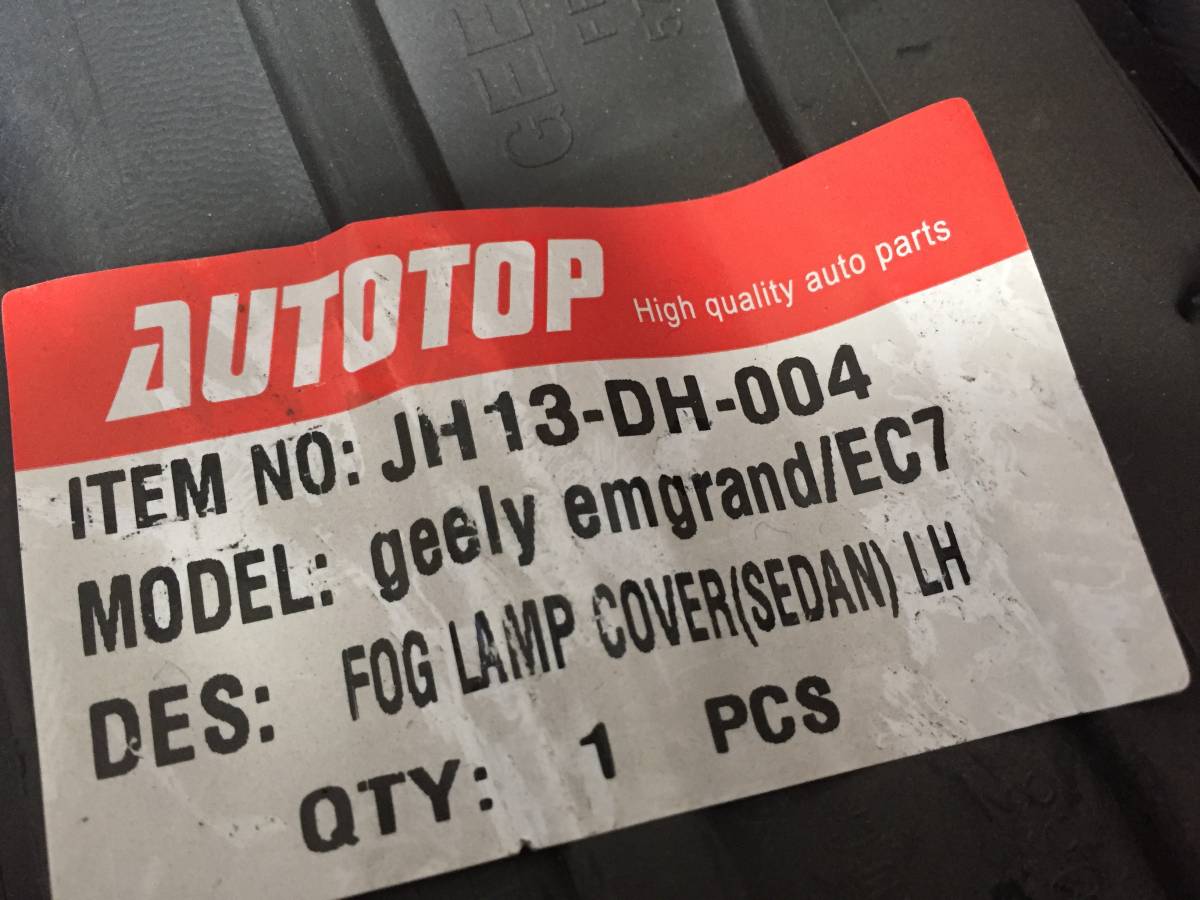 GEE
AUTOTOP
High quality auto parts
ITEM NO: JH13-DH-004
MODEL: geely emgrand/EC7
DES: FOG LAMP COVER(SEDAN) LH
QTY: 1 PCS